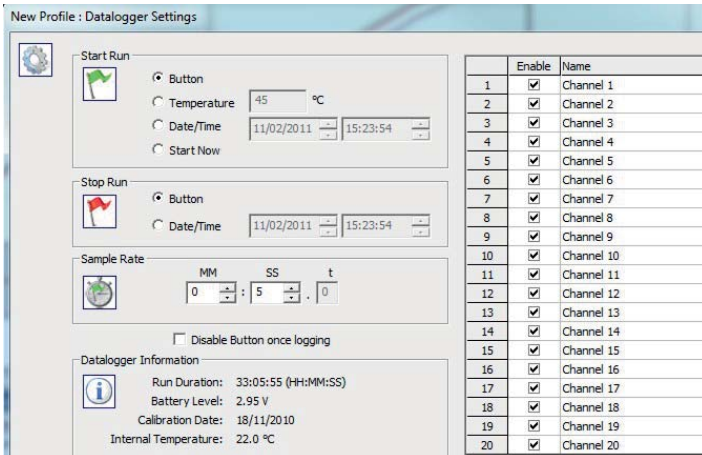 New Profile : Datalogger Settings
Start Run
Button
Temperature 45 ºC
Date/Time 11/02/2011 15:23:54
Start Now
Stop Run
Button
Date/Time 11/02/2011 15:23:54
Sample Rate
MM SS t
0 : 5 . 0
Disable Button once logging
Datalogger Information
Run Duration: 33:05:55 (HH:MM:SS)
Battery Level: 2.95 V
Calibration Date: 18/11/2010
Internal Temperature: 22.0 ºC
Enable Name
1 Channel 1
2 Channel 2
3 Channel 3
4 Channel 4
5 Channel 5
6 Channel 6
7 Channel 7
8 Channel 8
9 Channel 9
10 Channel 10
11 Channel 11
12 Channel 12
13 Channel 13
14 Channel 14
15 Channel 15
16 Channel 16
17 Channel 17
18 Channel 18
19 Channel 19
20 Channel 20